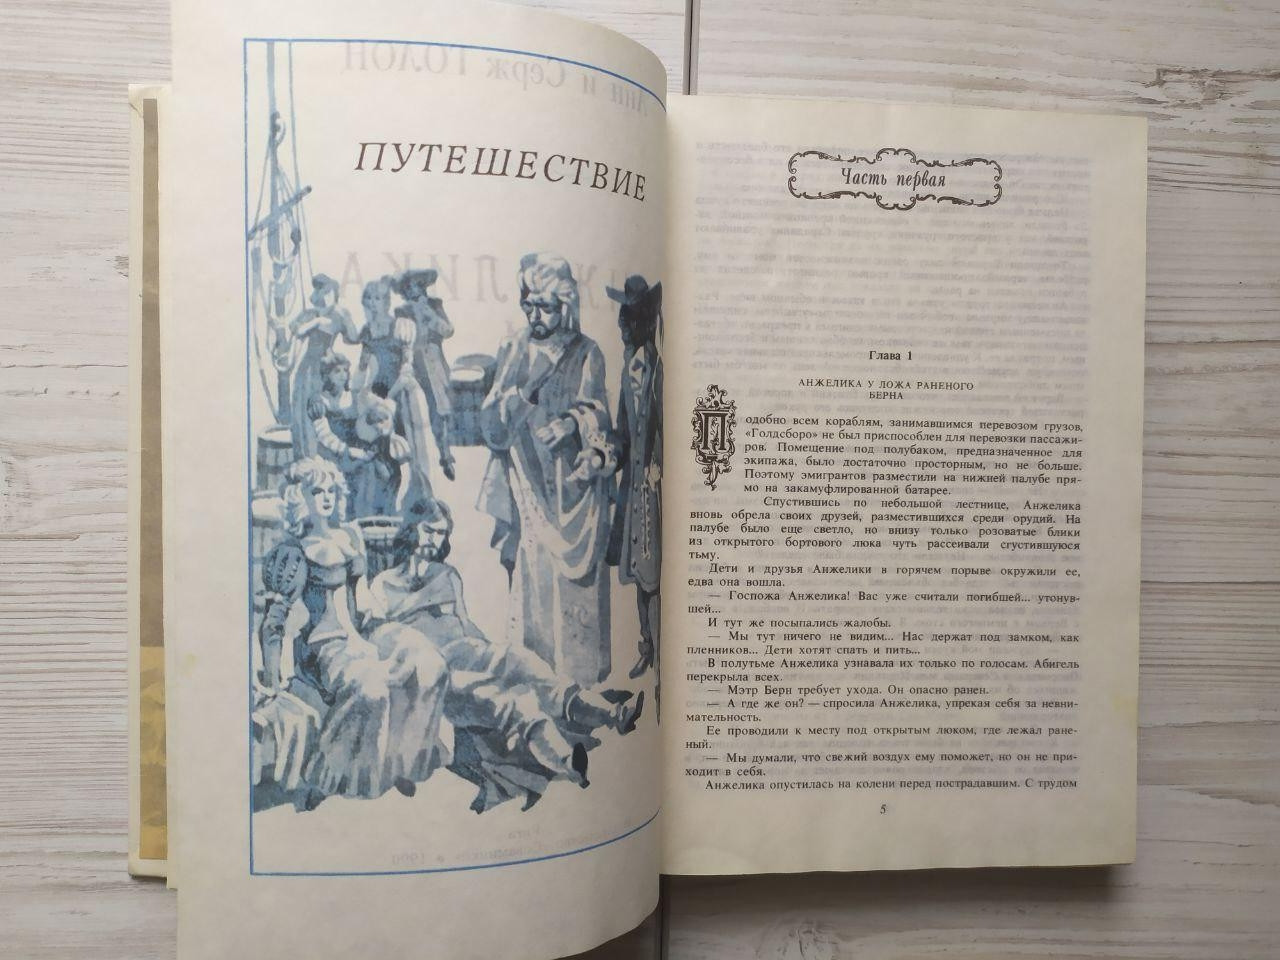 ПУТЕШЕСТВИЕ
Часть первая
Глава 1
АНЖЕЛИКА У ЛОЖА РАНЕНОГО
БЕРНА
Подобно всем кораблям, занимавшимся перевозом грузов,
«Голдсборо» не был приспособлен для перевозки пассажи-
ров. Помещение под полубаком, предназначенное для
экипажа, было достаточно просторным, но не больше.
Поэтому эмигрантов разместили на нижней палубе пря-
мо на закамуфлированной батарее.
Спустившись по небольшой лестнице, Анжелика
вновь обрела своих друзей, разместившихся среди орудий. На
палубе было еще светло, но внизу только розоватые блики
из открытого бортового люка чуть рассеивали сгустившуюся
тьму.
Дети и друзья Анжелики в горячем порыве окружили ее,
едва она вошла.
— Госпожа Анжелика! Вас уже считали погибшей... утонув-
шей...
И тут же посыпались жалобы.
— Мы тут ничего не видим... Нас держат под замком, как
пленников... Дети хотят спать и пить...
В полутьме Анжелика узнавала их только по голосам. Абигель
перекрыла всех.
— Мэтр Берн требует ухода. Он опасно ранен.
— А где же он? — спросила Анжелика, упрекая себя за невни-
мательность.
Ее проводили к месту под открытым люком, где лежал ране-
ный.
— Мы думали, что свежий воздух ему поможет, но он не при-
ходит в себя.
Анжелика опустилась на колени перед пострадавшим. С трудом
5